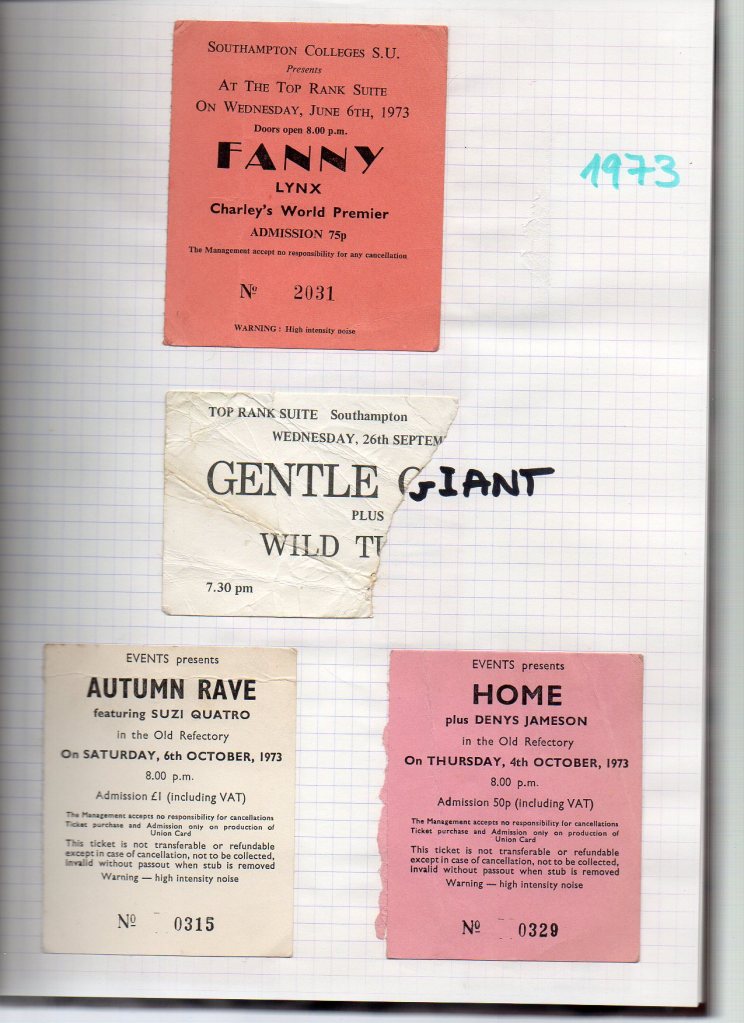 SOUTHAMPTON COLLEGES S.U.
Presents
AT THE TOP RANK SUITE
ON WEDNESDAY, JUNE 6TH, 1973
Doors open 8.00 p.m.
FANNY
LYNX
Charley's World Premier
ADMISSION 75p
The Management accept no responsibility for any cancellation
Nº 2031
WARNING : High intensity noise
1973
TOP RANK SUITE Southampton
WEDNESDAY, 26th SEPTEM
GENTLE GIANT
PLUS
WILD TU
7.30 pm
EVENTS presents
AUTUMN RAVE
featuring SUZI QUATRO
in the Old Refectory
On SATURDAY, 6th OCTOBER, 1973
8.00 p.m.
Admission £1 (including VAT)
The Management accepts no responsibility for cancellations
Ticket purchase and Admission only on production of
Union Card
This ticket is not transferable or refundable
except in case of cancellation, not to be collected,
invalid without passout when stub is removed
Warning — high intensity noise
Nº 0315
EVENTS presents
HOME
plus DENYS JAMESON
in the Old Refectory
On THURSDAY, 4th OCTOBER, 1973
8.00 p.m.
Admission 50p (including VAT)
The Management accepts no responsibility for cancellations
Ticket purchase and Admission only on production of
Union Card
This ticket is not transferable or refundable
except in case of cancellation, not to be collected,
invalid without passout when stub is removed
Warning — high intensity noise
Nº 0329